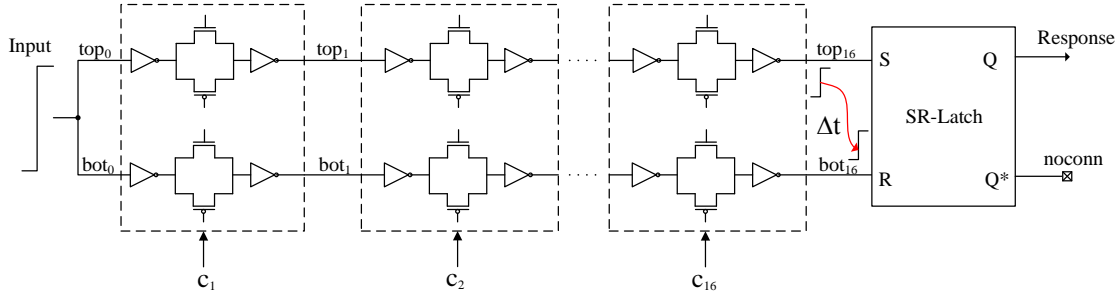 Input
top0 top1 top16
S Q Response
SR-Latch
Δt
bot0 bot1 bot16
R Q* noconn
c1 c2 c16